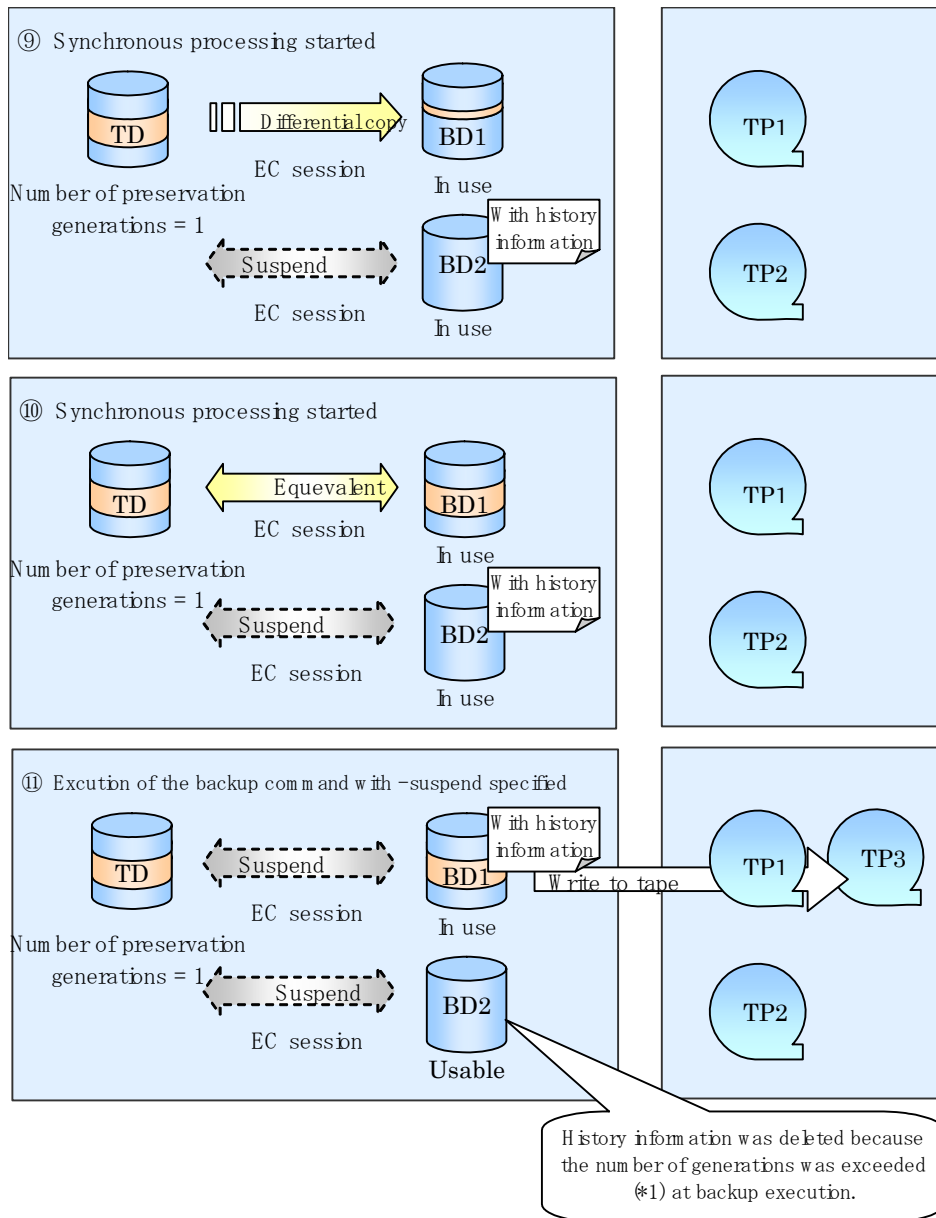 ⑨ Synchronous processing started
TD
Differential copy
BD1
TP1
EC session
In use
Number of preservation
generations = 1
With history
information
Suspend
BD2
TP2
EC session
In use
⑩ Synchronous processing started
TD
Equevalent
BD1
TP1
EC session
In use
Number of preservation
generations = 1
With history
information
Suspend
BD2
TP2
EC session
In use
⑪ Excution of the backup command with -suspend specified
With history
information
TD
Suspend
BD1
Write to tape
TP1
TP3
EC session
In use
Number of preservation
generations = 1
Suspend
BD2
TP2
EC session
Usable
History information was deleted because
the number of generations was exceeded
(*1) at backup execution.